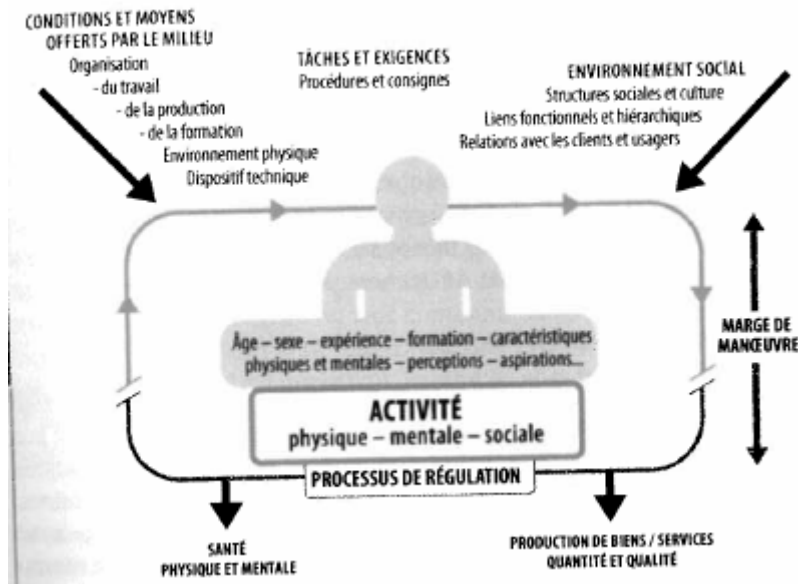 CONDITIONS ET MOYENS
OFFERTS PAR LE MILIEU
Organisation
- du travail
- de la production
- de la formation
Environnement physique
Dispositif technique
TÂCHES ET EXIGENCES
Procédures et consignes
ENVIRONNEMENT SOCIAL
Structures sociales et culture
Liens fonctionnels et hiérarchiques
Relations avec les clients et usagers
Âge – sexe – expérience – formation – caractéristiques
physiques et mentales – perceptions – aspirations...
MARGE DE
MANŒUVRE
ACTIVITÉ
physique – mentale – sociale
PROCESSUS DE RÉGULATION
SANTÉ
PHYSIQUE ET MENTALE
PRODUCTION DE BIENS / SERVICES
QUANTITÉ ET QUALITÉ